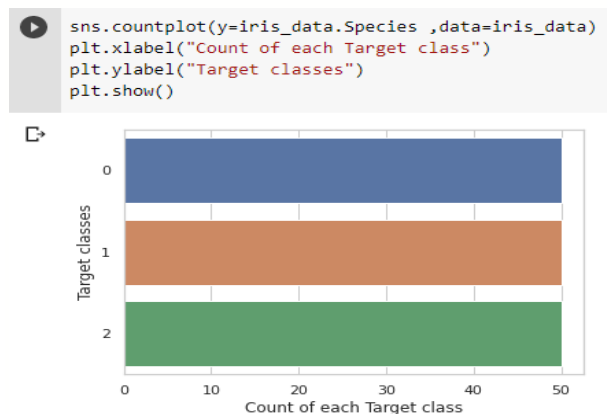 sns.countplot(y=iris_data.Species ,data=iris_data)
plt.xlabel("Count of each Target class")
plt.ylabel("Target classes")
plt.show()
Target classes
0
1
2
0 10 20 30 40 50
Count of each Target class